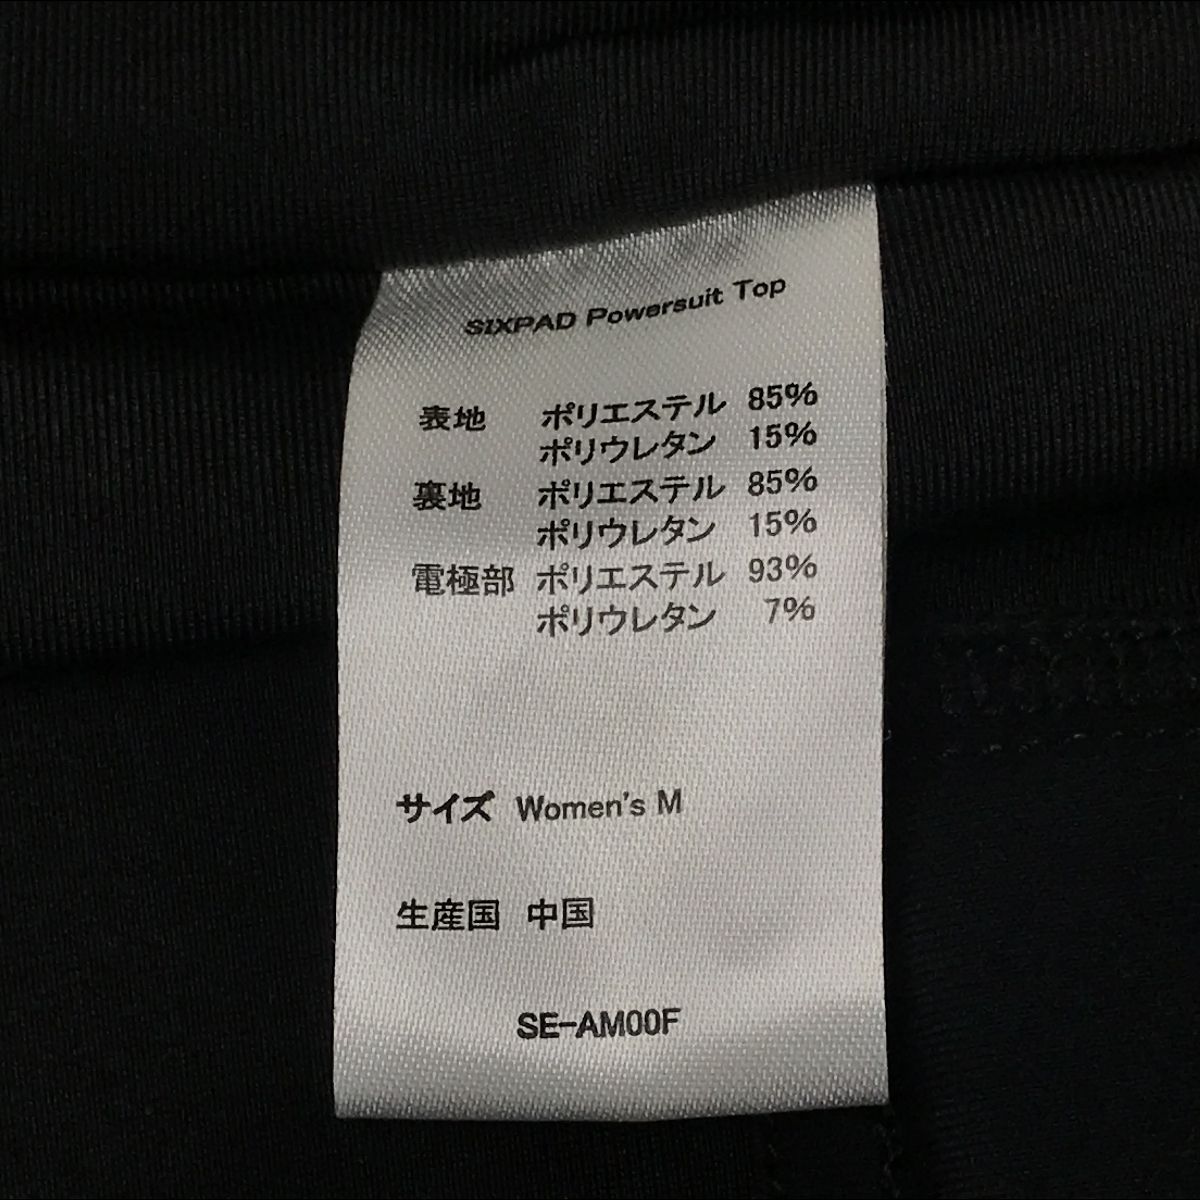 SIXPAD Powersuit Top
表地 ポリエステル 85%
ポリウレタン 15%
裏地 ポリエステル 85%
ポリウレタン 15%
電極部 ポリエステル 93%
ポリウレタン 7%
サイズ Women's M
生産国 中国
SE-AM00F